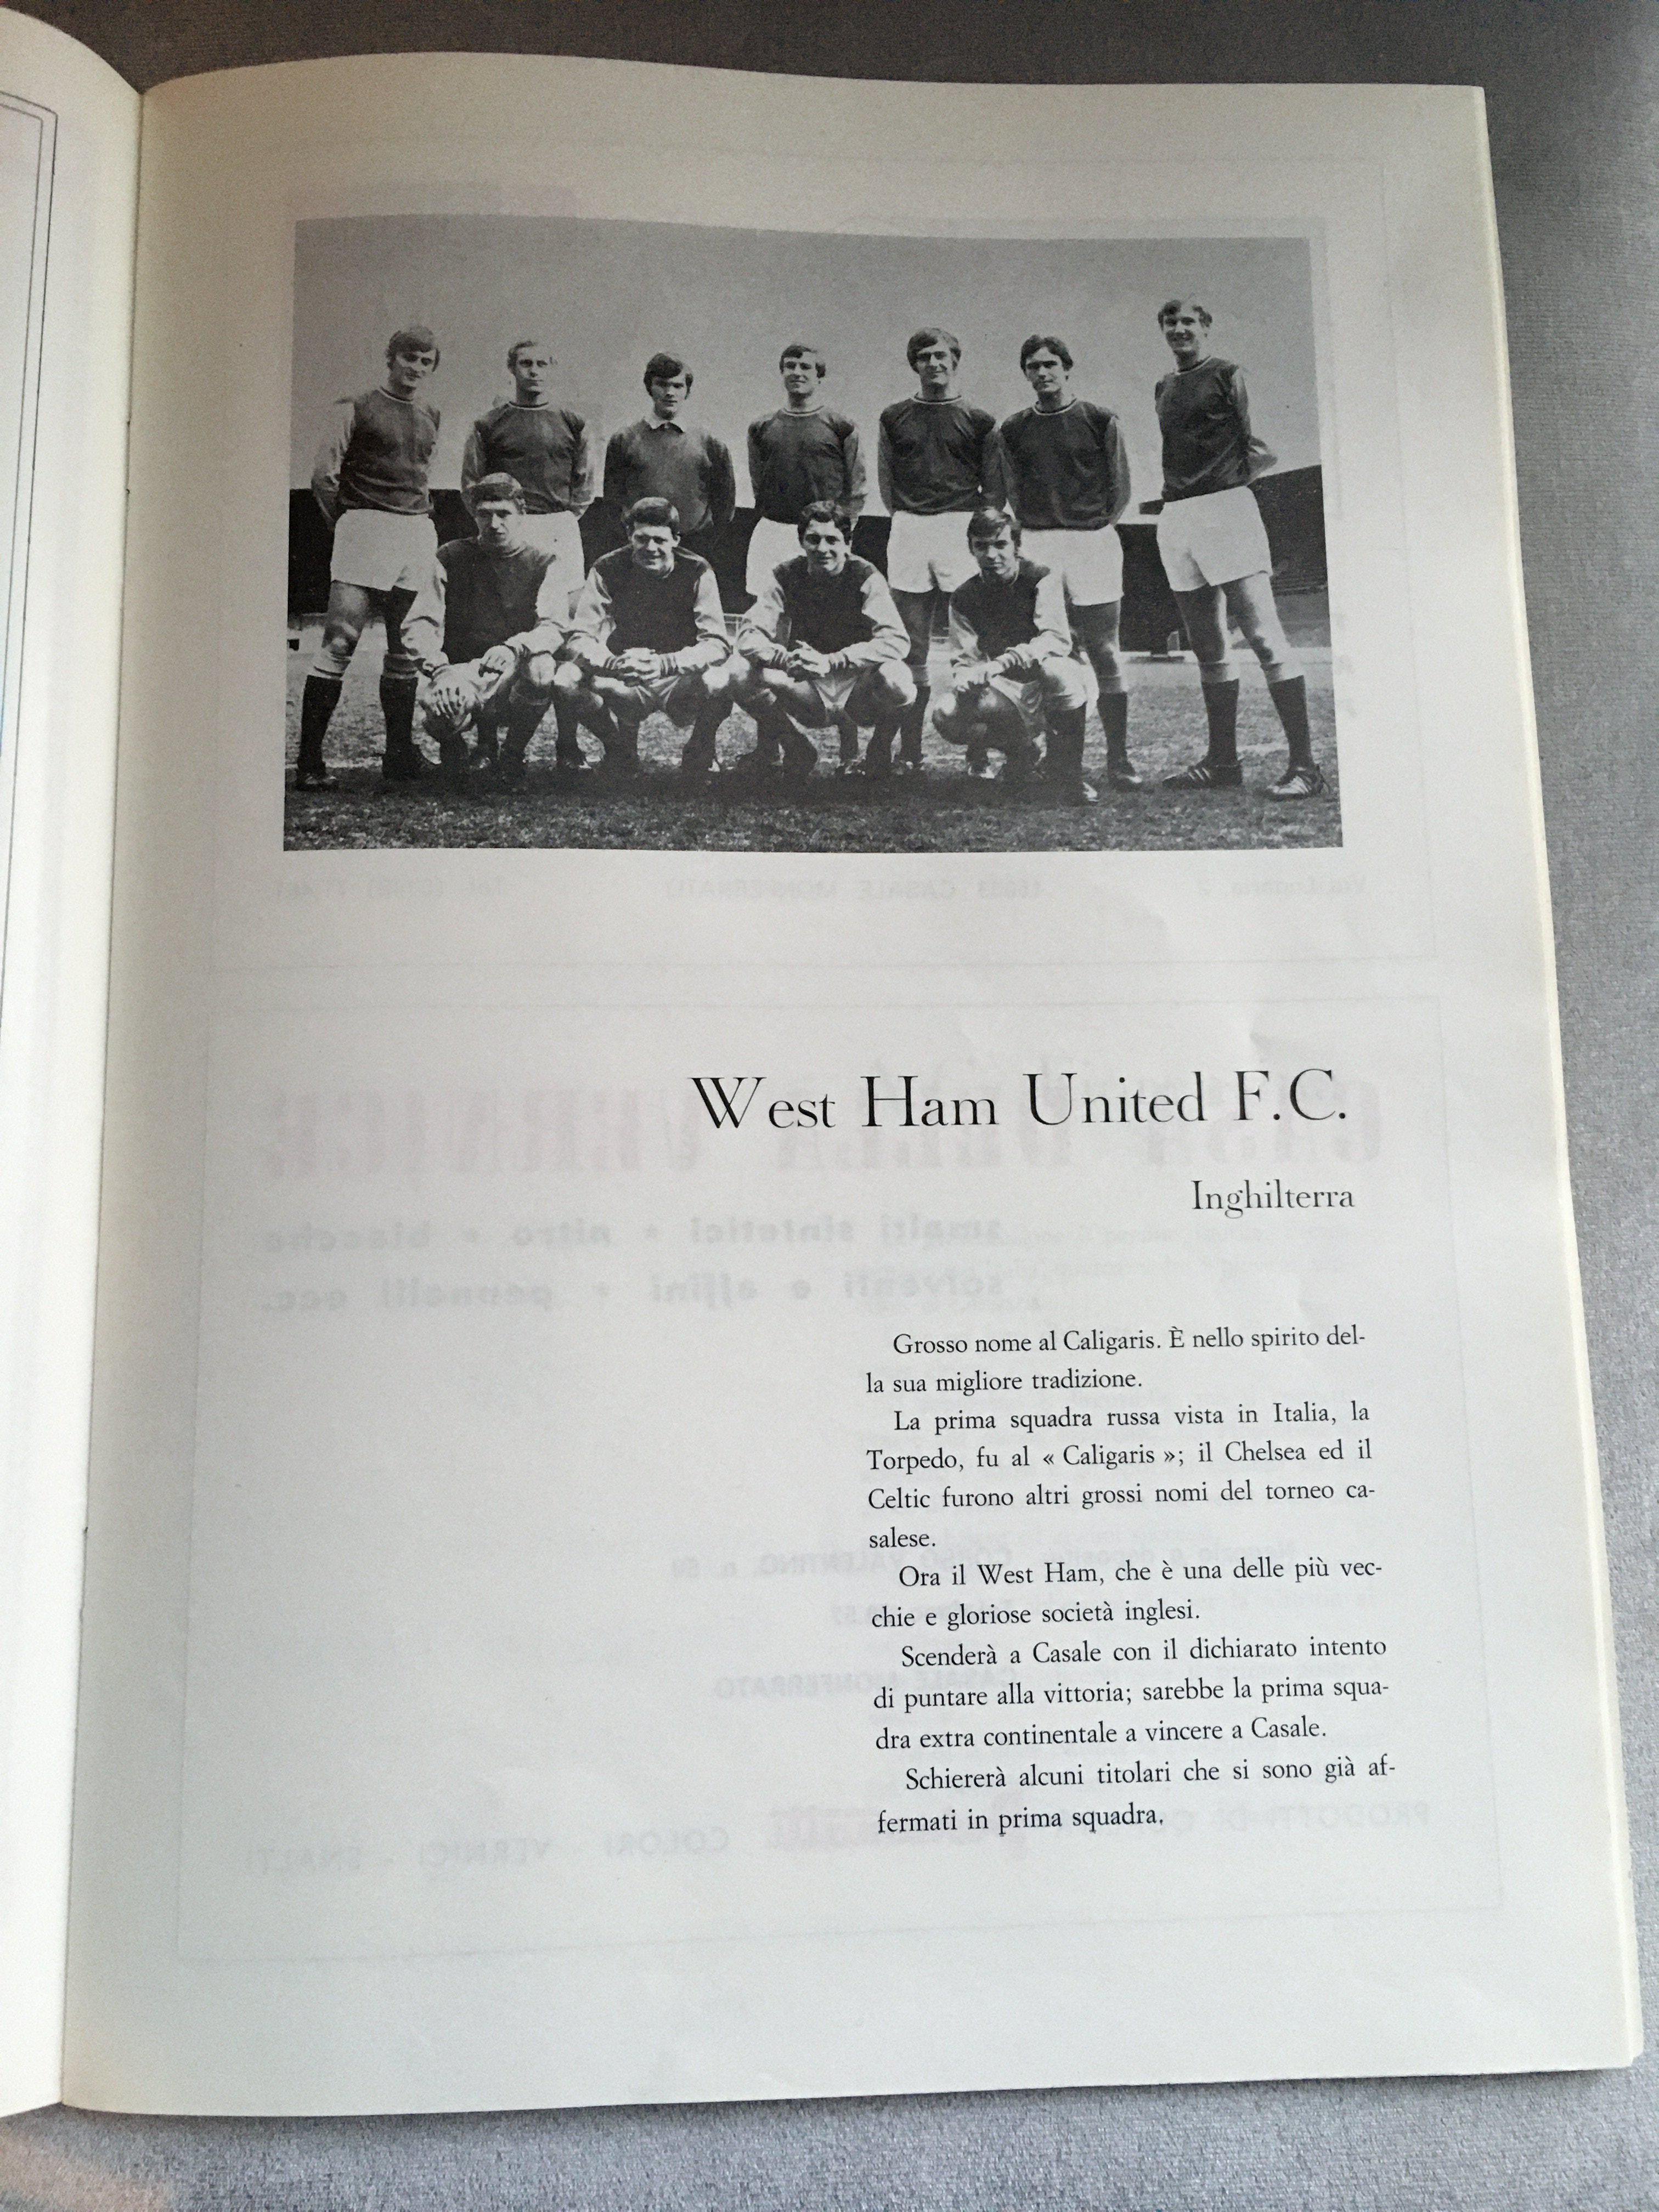 West Ham United F.C.
Inghilterra
Grosso nome al Caligaris. È nello spirito del-
la sua migliore tradizione.
La prima squadra russa vista in Italia, la
Torpedo, fu al « Caligaris »; il Chelsea ed il
Celtic furono altri grossi nomi del torneo ca-
salese.
Ora il West Ham, che è una delle più vec-
chie e gloriose società inglesi.
Scenderà a Casale con il dichiarato intento
di puntare alla vittoria; sarebbe la prima squa-
dra extra continentale a vincere a Casale.
Schiererà alcuni titolari che si sono già af-
fermati in prima squadra.